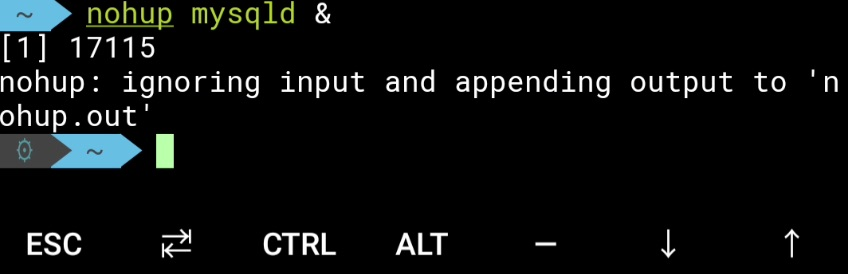 ~ nohup mysqld &
[1] 17115
nohup: ignoring input and appending output to 'n
ohup.out'
~
ESC ⇄ CTRL ALT − ↓ ↑